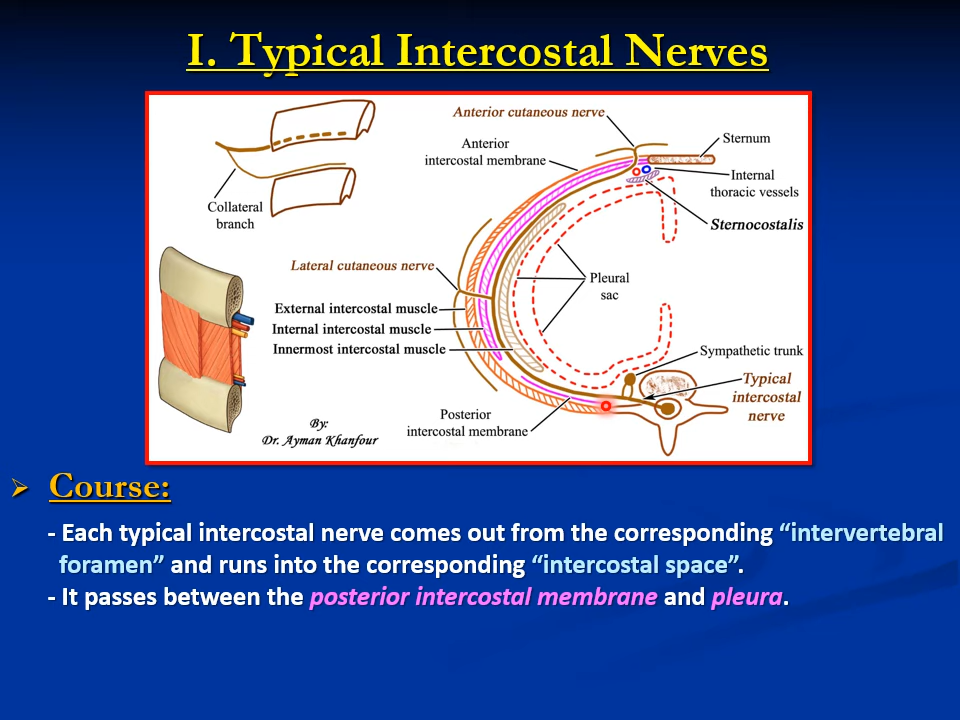 I. Typical Intercostal Nerves
Anterior cutaneous nerve
Anterior
intercostal membrane
Sternum
Internal
thoracic vessels
Sternocostalis
Collateral
branch
Lateral cutaneous nerve
Pleural
sac
External intercostal muscle
Internal intercostal muscle
Innermost intercostal muscle
Sympathetic trunk
Typical
intercostal
nerve
Posterior
intercostal membrane
By:
Dr. Ayman Khanfour
➢ Course:
- Each typical intercostal nerve comes out from the corresponding “intervertebral
foramen” and runs into the corresponding “intercostal space”.
- It passes between the posterior intercostal membrane and pleura.